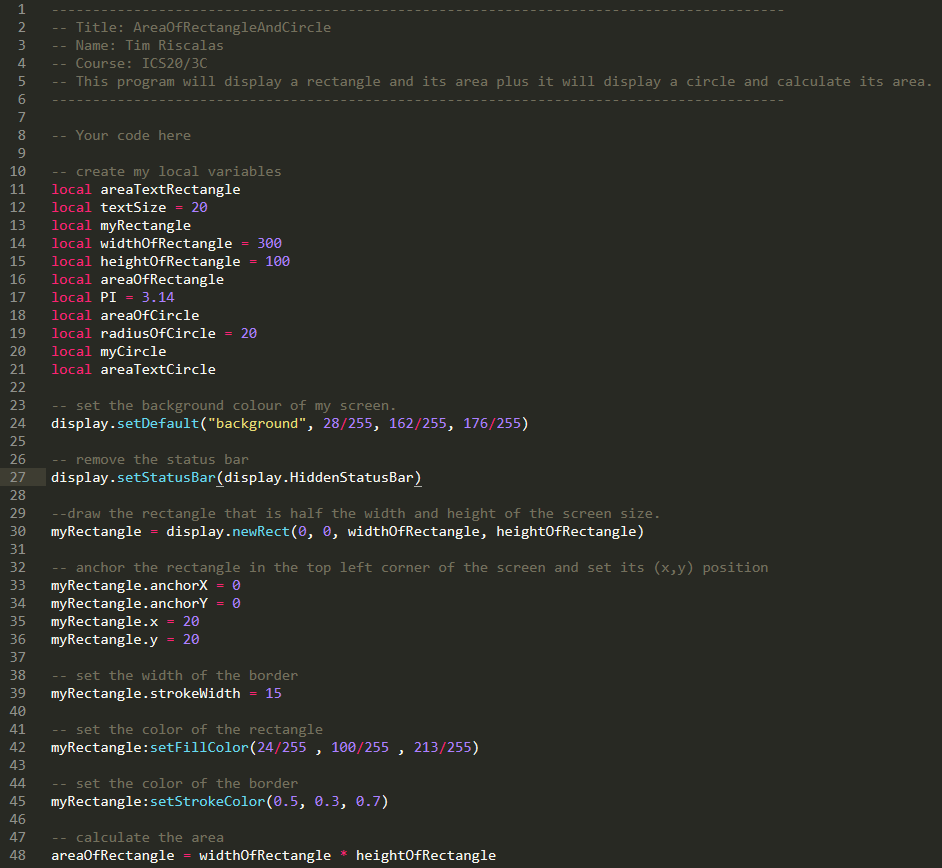 1 -----------------------------------------------------------------------------------------
2 -- Title: AreaOfRectangleAndCircle
3 -- Name: Tim Riscalas
4 -- Course: ICS20/3C
5 -- This program will display a rectangle and its area plus it will display a circle and calculate its area.
6 -----------------------------------------------------------------------------------------
7
8 -- Your code here
9
10 -- create my local variables
11 local areaTextRectangle
12 local textSize = 20
13 local myRectangle
14 local widthOfRectangle = 300
15 local heightOfRectangle = 100
16 local areaOfRectangle
17 local PI = 3.14
18 local areaOfCircle
19 local radiusOfCircle = 20
20 local myCircle
21 local areaTextCircle
22
23 -- set the background colour of my screen.
24 display.setDefault("background", 28/255, 162/255, 176/255)
25
26 -- remove the status bar
27 display.setStatusBar(display.HiddenStatusBar)
28
29 --draw the rectangle that is half the width and height of the screen size.
30 myRectangle = display.newRect(0, 0, widthOfRectangle, heightOfRectangle)
31
32 -- anchor the rectangle in the top left corner of the screen and set its (x,y) position
33 myRectangle.anchorX = 0
34 myRectangle.anchorY = 0
35 myRectangle.x = 20
36 myRectangle.y = 20
37
38 -- set the width of the border
39 myRectangle.strokeWidth = 15
40
41 -- set the color of the rectangle
42 myRectangle:setFillColor(24/255 , 100/255 , 213/255)
43
44 -- set the color of the border
45 myRectangle:setStrokeColor(0.5, 0.3, 0.7)
46
47 -- calculate the area
48 areaOfRectangle = widthOfRectangle * heightOfRectangle